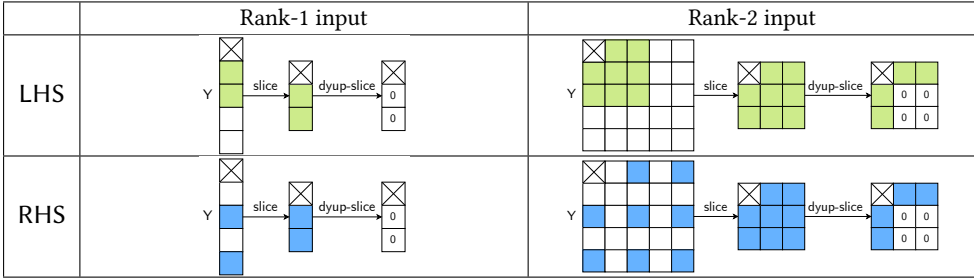 Rank-1 input Rank-2 input
LHS
Y slice dyup-slice 0 0
Y slice dyup-slice 0 0 0 0
RHS
Y slice dyup-slice 0 0
Y slice dyup-slice 0 0 0 0